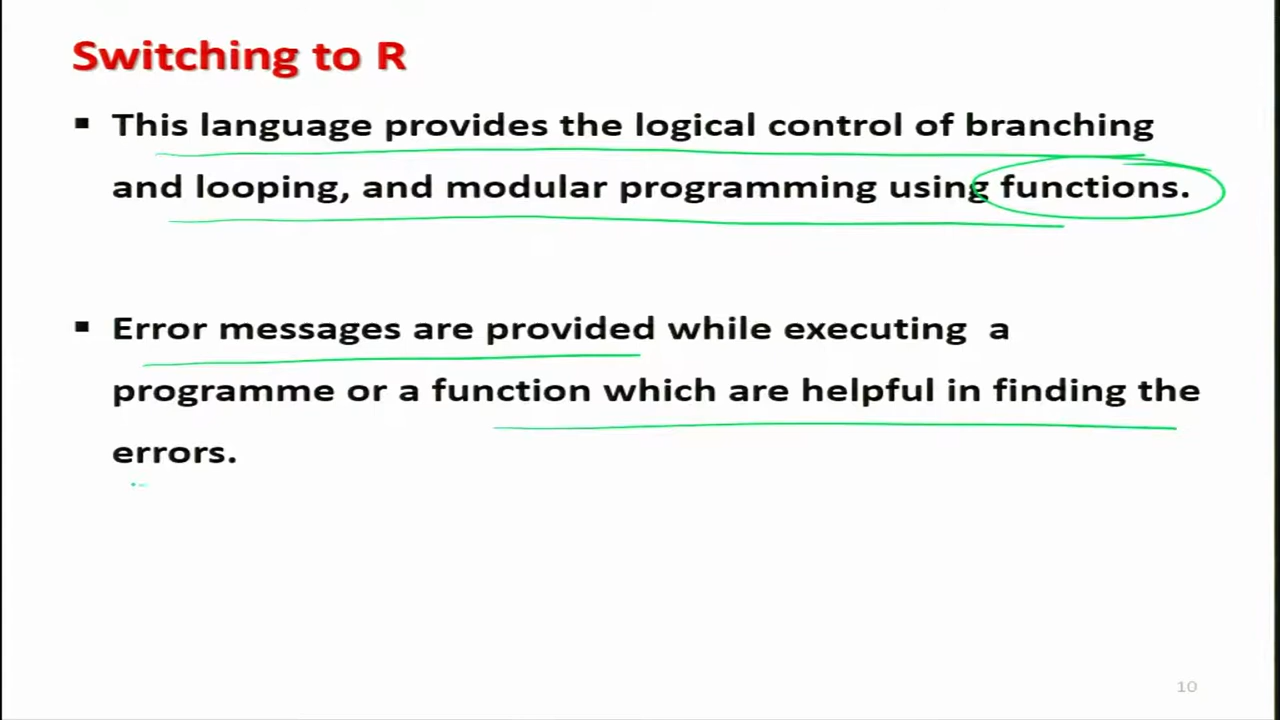 Switching to R
▪ This language provides the logical control of branching
and looping, and modular programming using functions.
▪ Error messages are provided while executing a
programme or a function which are helpful in finding the
errors.
10